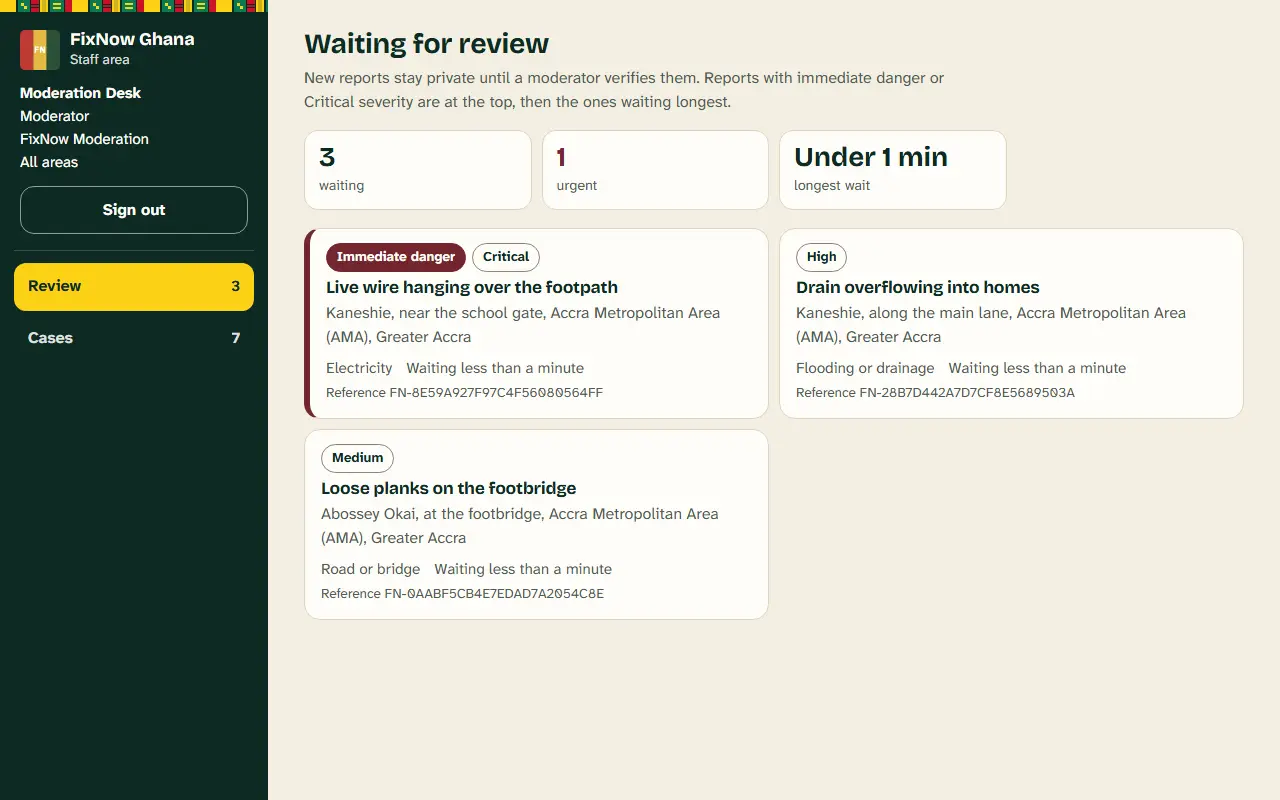 FN
FixNow Ghana
Staff area
Moderation Desk
Moderator
FixNow Moderation
All areas
Sign out
Review 3
Cases 7
Waiting for review
New reports stay private until a moderator verifies them. Reports with immediate danger or
Critical severity are at the top, then the ones waiting longest.
3
waiting
1
urgent
Under 1 min
longest wait
Immediate danger Critical
Live wire hanging over the footpath
Kaneshie, near the school gate, Accra Metropolitan Area
(AMA), Greater Accra
Electricity Waiting less than a minute
Reference FN-8E59A927F97C4F56080564FF
High
Drain overflowing into homes
Kaneshie, along the main lane, Accra Metropolitan Area
(AMA), Greater Accra
Flooding or drainage Waiting less than a minute
Reference FN-28B7D442A7D7CF8E5689503A
Medium
Loose planks on the footbridge
Abossey Okai, at the footbridge, Accra Metropolitan Area
(AMA), Greater Accra
Road or bridge Waiting less than a minute
Reference FN-0AABF5CB4E7EDAD7A2054C8E